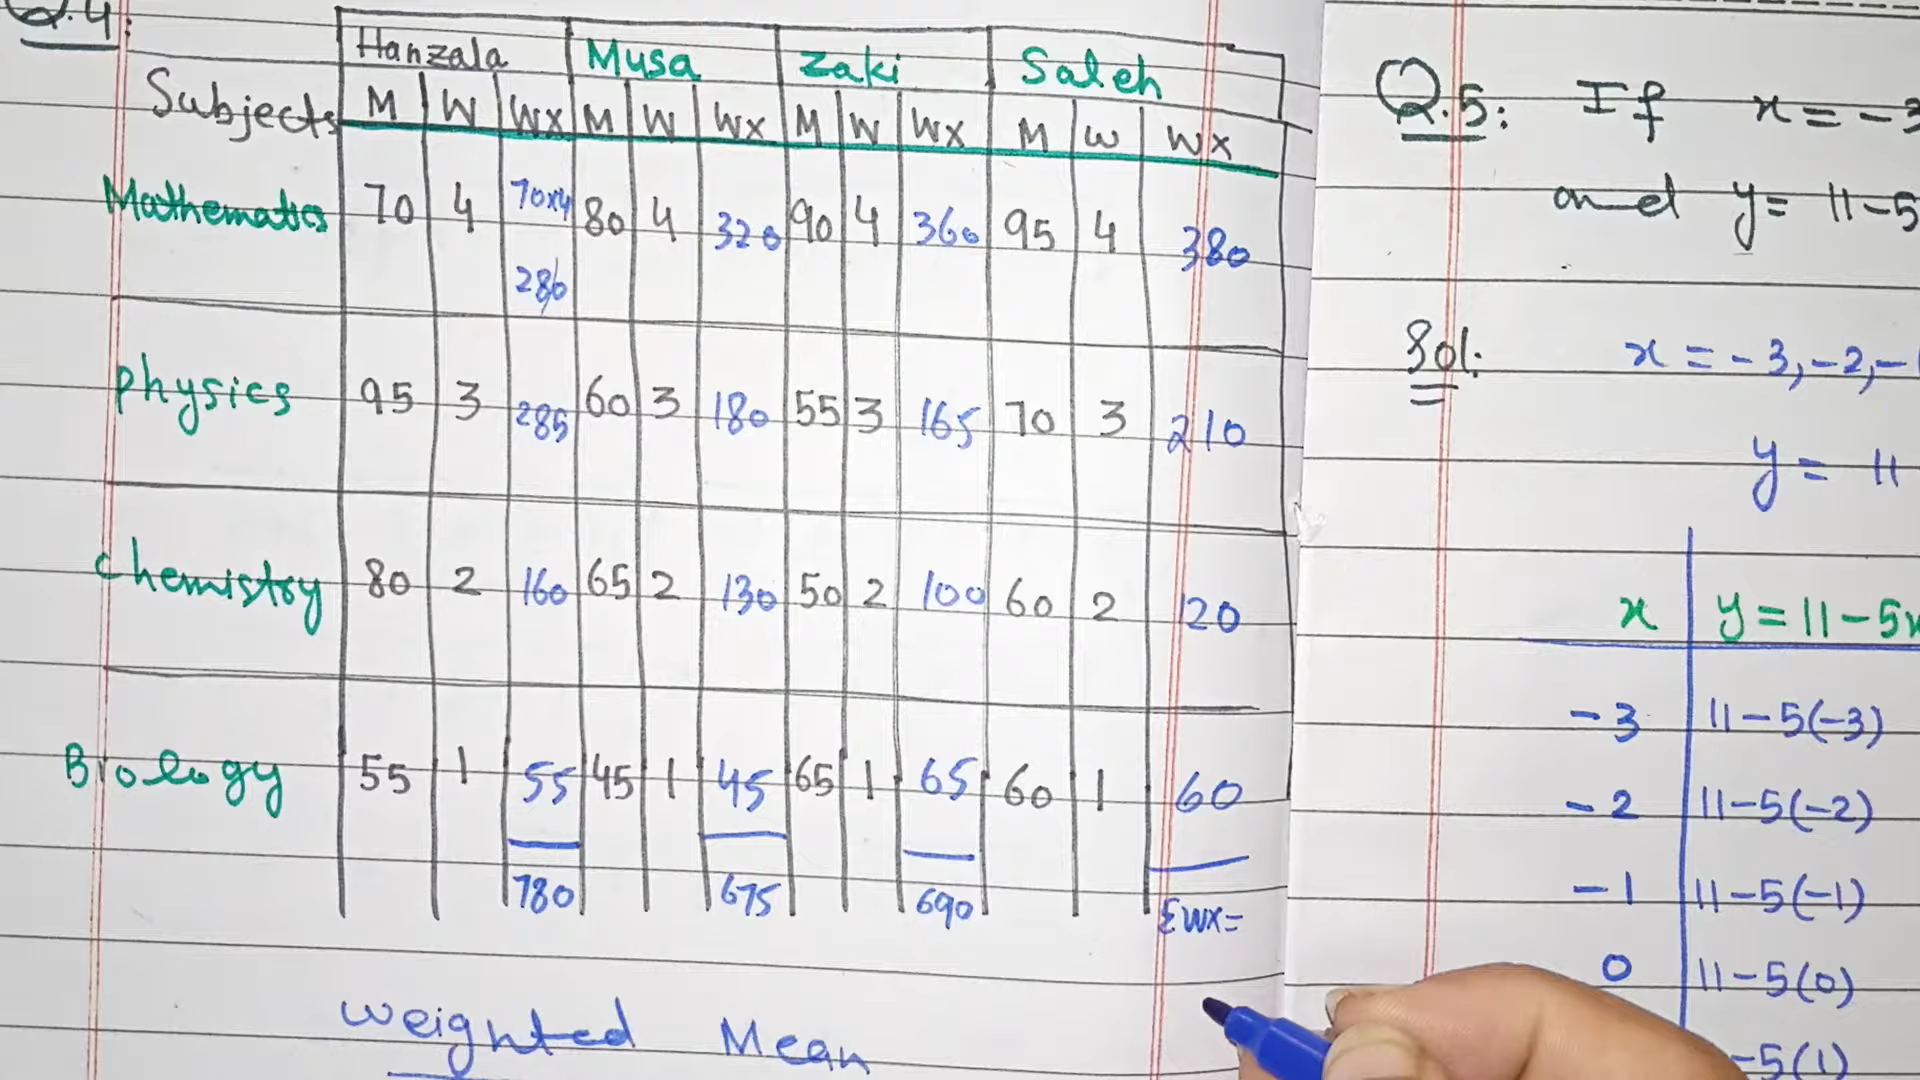 Q.4:
Hanzala Musa Zaki Saleh
Subjects M W WX M W WX M W WX M W WX
Mathematics 70 4 70x4 80 4 320 90 4 360 95 4 380
280
Physics 95 3 285 60 3 180 55 3 165 70 3 210
Chemistry 80 2 160 65 2 130 50 2 100 60 2 120
Biology 55 1 55 45 1 45 65 1 65 60 1 60
780 675 690 ΣWX=
Weighted Mean
Q.5: If x = -3
and y = 11-5
Sol:
x = -3, -2, -
y = 11
x y = 11-5x
-3 11-5(-3)
-2 11-5(-2)
-1 11-5(-1)
0 11-5(0)
-5(1)